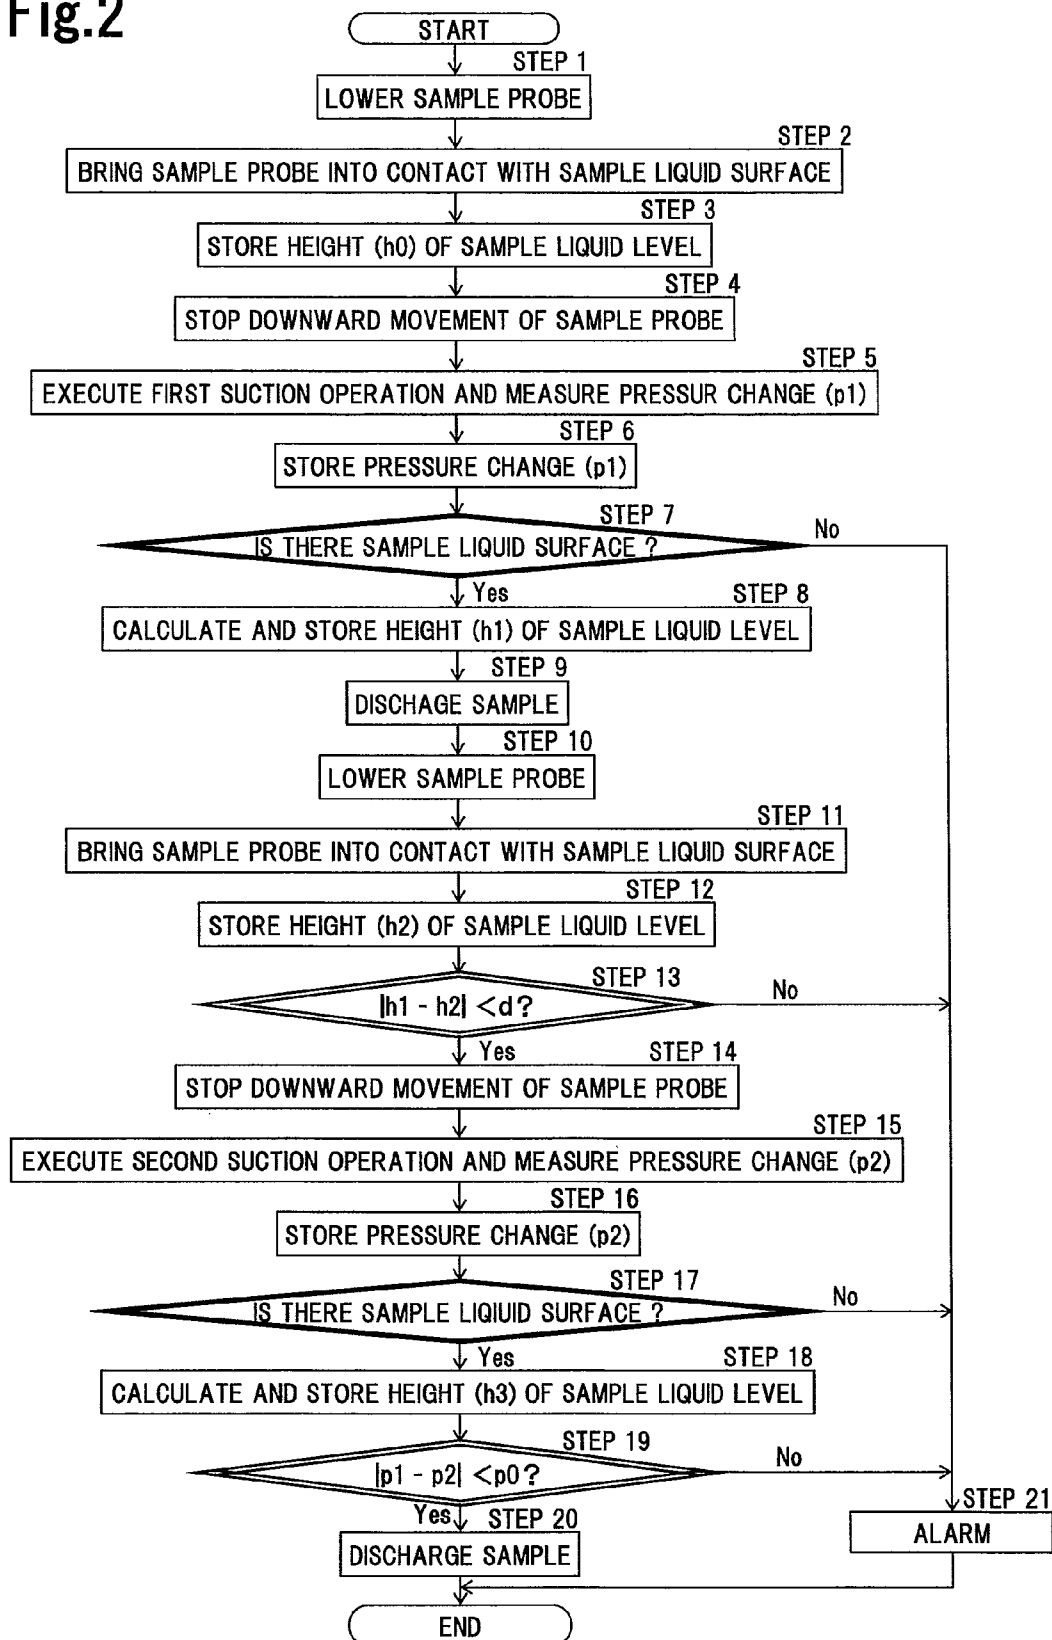 Fig.2
START
STEP 1
LOWER SAMPLE PROBE
STEP 2
BRING SAMPLE PROBE INTO CONTACT WITH SAMPLE LIQUID SURFACE
STEP 3
STORE HEIGHT (h0) OF SAMPLE LIQUID LEVEL
STEP 4
STOP DOWNWARD MOVEMENT OF SAMPLE PROBE
STEP 5
EXECUTE FIRST SUCTION OPERATION AND MEASURE PRESSUR CHANGE (p1)
STEP 6
STORE PRESSURE CHANGE (p1)
STEP 7
No
IS THERE SAMPLE LIQUID SURFACE ?
Yes
STEP 8
CALCULATE AND STORE HEIGHT (h1) OF SAMPLE LIQUID LEVEL
STEP 9
DISCHAGE SAMPLE
STEP 10
LOWER SAMPLE PROBE
STEP 11
BRING SAMPLE PROBE INTO CONTACT WITH SAMPLE LIQUID SURFACE
STEP 12
STORE HEIGHT (h2) OF SAMPLE LIQUID LEVEL
STEP 13
No
|h1 - h2| <d?
Yes
STEP 14
STOP DOWNWARD MOVEMENT OF SAMPLE PROBE
STEP 15
EXECUTE SECOND SUCTION OPERATION AND MEASURE PRESSURE CHANGE (p2)
STEP 16
STORE PRESSURE CHANGE (p2)
STEP 17
No
IS THERE SAMPLE LIQIUID SURFACE ?
Yes
STEP 18
CALCULATE AND STORE HEIGHT (h3) OF SAMPLE LIQUID LEVEL
STEP 19
No
|p1 - p2| <p0?
Yes
STEP 20
DISCHARGE SAMPLE
STEP 21
ALARM
END